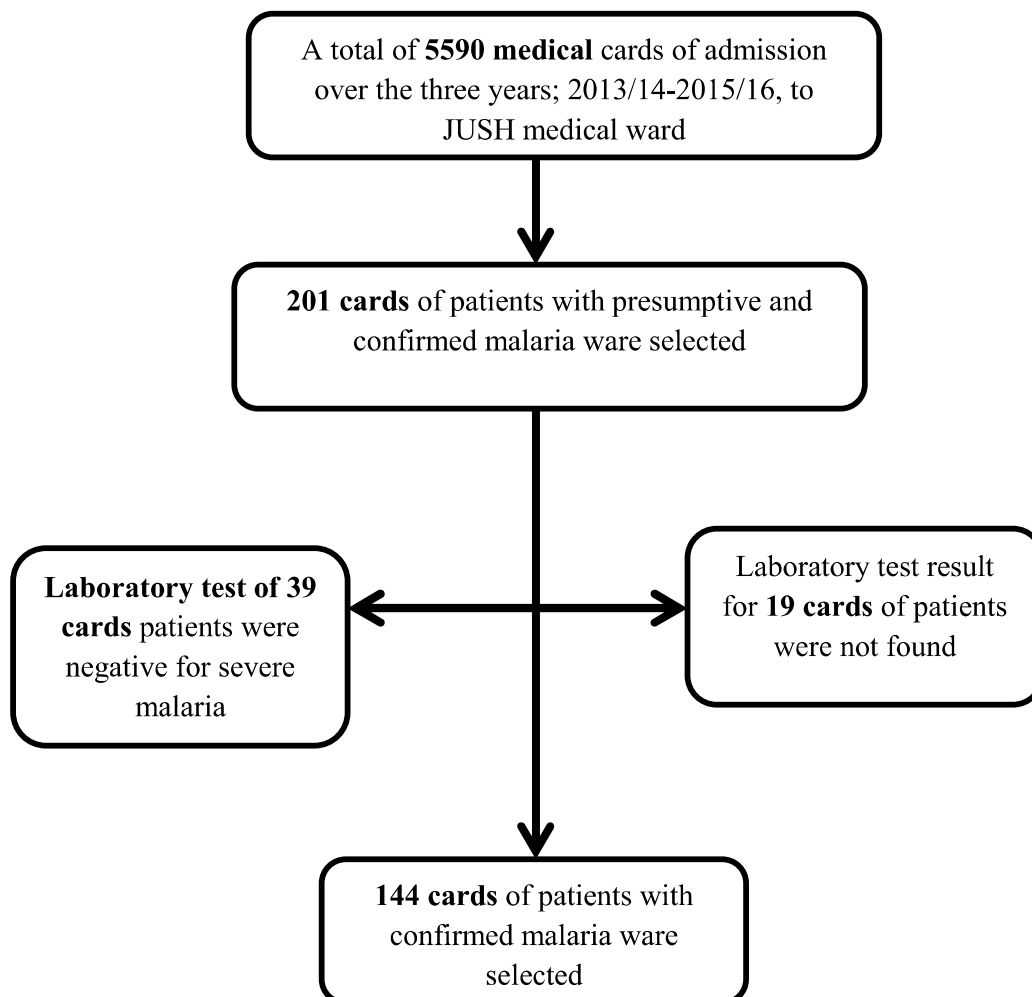 A total of 5590 medical cards of admission
over the three years; 2013/14-2015/16, to
JUSH medical ward
201 cards of patients with presumptive and
confirmed malaria ware selected
Laboratory test of 39
cards patients were
negative for severe
malaria
Laboratory test result
for 19 cards of patients
were not found
144 cards of patients with
confirmed malaria ware
selected